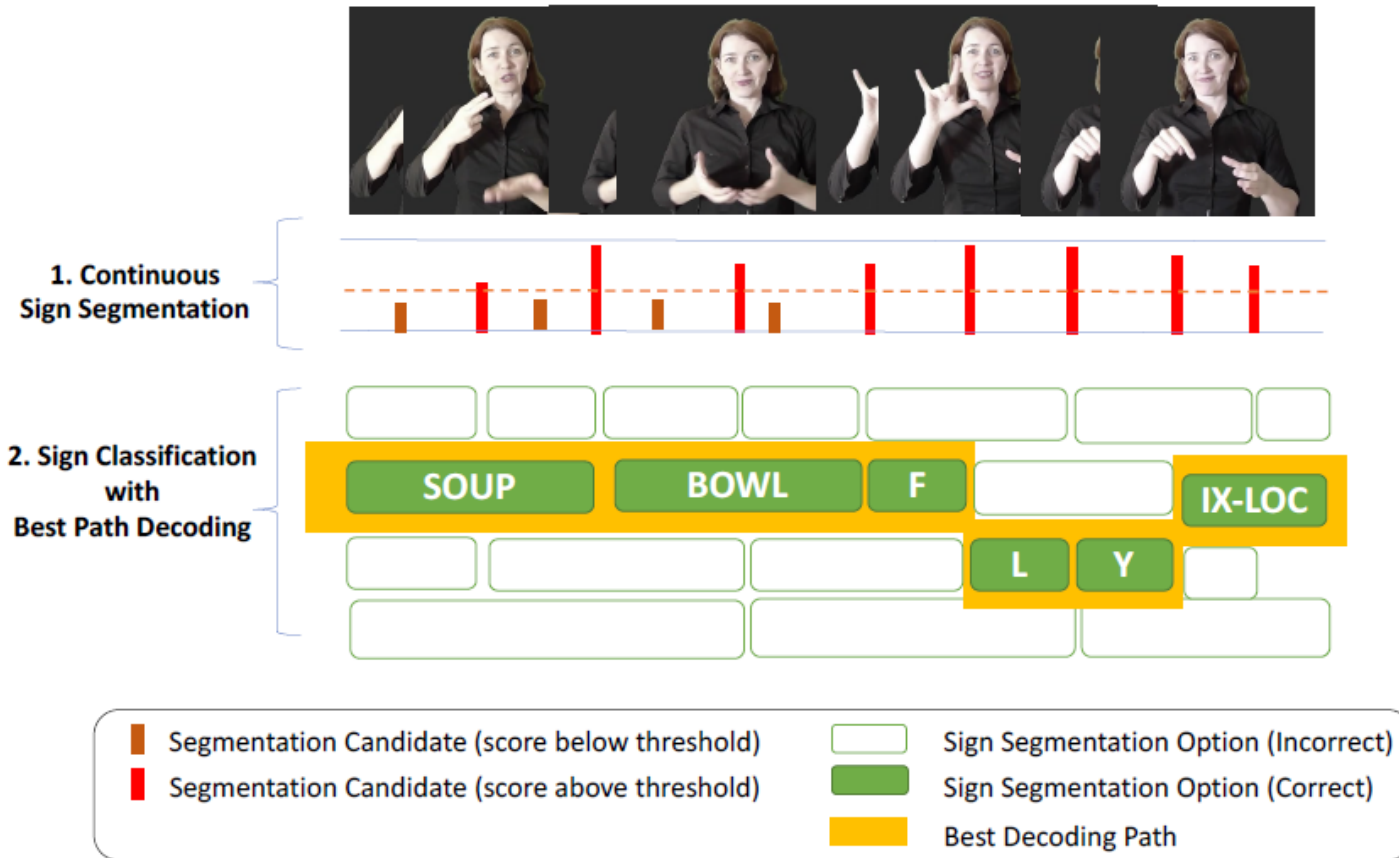 1. Continuous
Sign Segmentation
2. Sign Classification
with
Best Path Decoding
SOUP
BOWL
F
IX-LOC
L
Y
Segmentation Candidate (score below threshold)
Segmentation Candidate (score above threshold)
Sign Segmentation Option (Incorrect)
Sign Segmentation Option (Correct)
Best Decoding Path